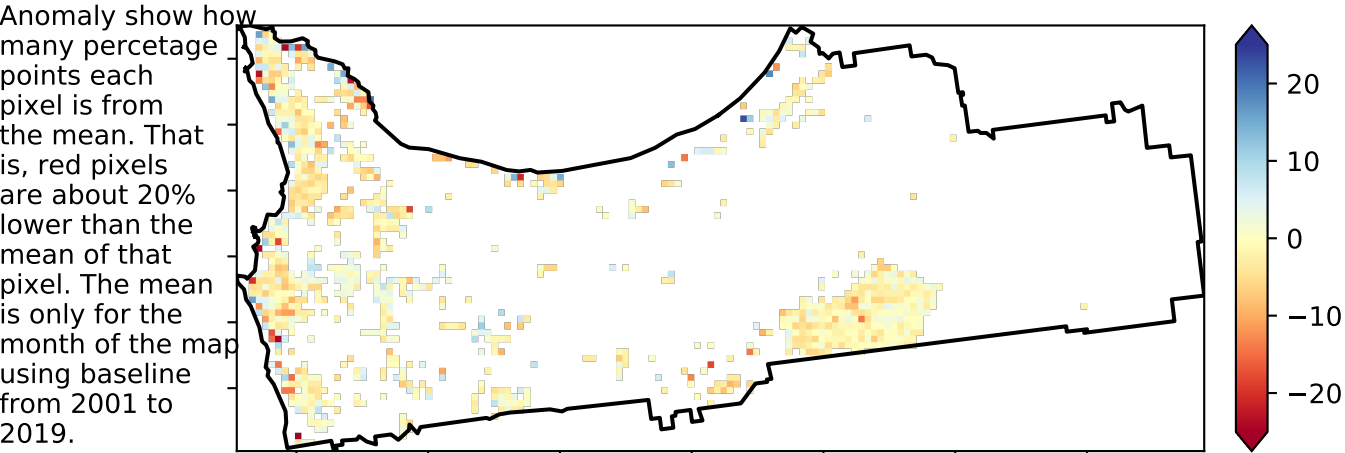 Anomaly show how
many percetage
points each
pixel is from
the mean. That
is, red pixels
are about 20%
lower than the
mean of that
pixel. The mean
is only for the
month of the map
using baseline
from 2001 to
2019.
20
10
0
−10
−20